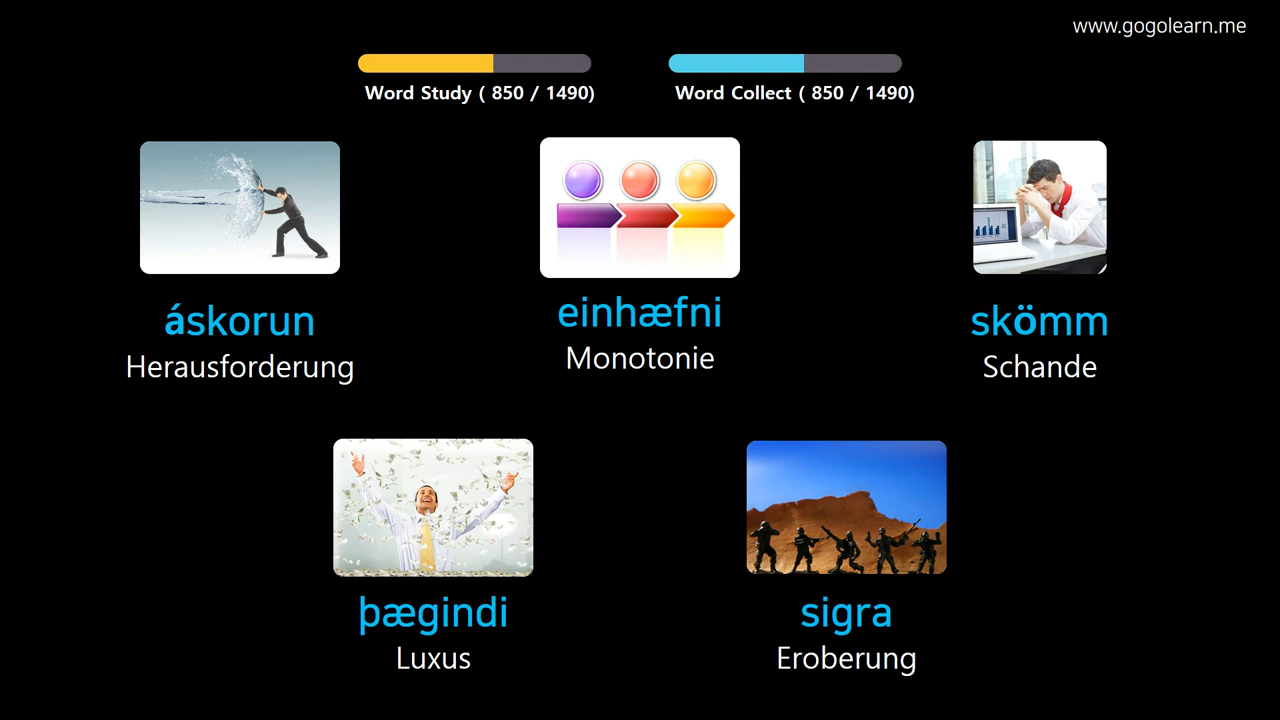 www.gogolearn.me
Word Study ( 850 / 1490)
Word Collect ( 850 / 1490)
áskorun
Herausforderung
einhæfni
Monotonie
skömm
Schande
þægindi
Luxus
sigra
Eroberung